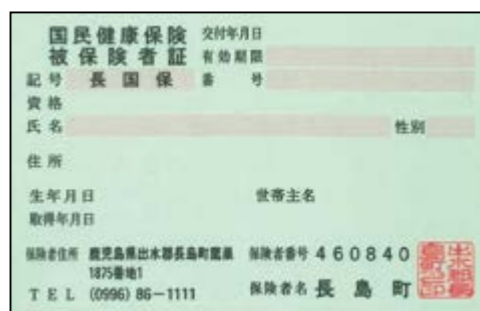 国民健康保険 交付年月日
被保険者証 有効期限
記号 長国保 番号
資格
氏名 性別
住所
生年月日 世帯主名
取得年月日
保険者住所 鹿児島県出水郡長島町鷹巣 保険者番号 460840
1875番地1
TEL (0996) 86-1111 保険者名 長島町